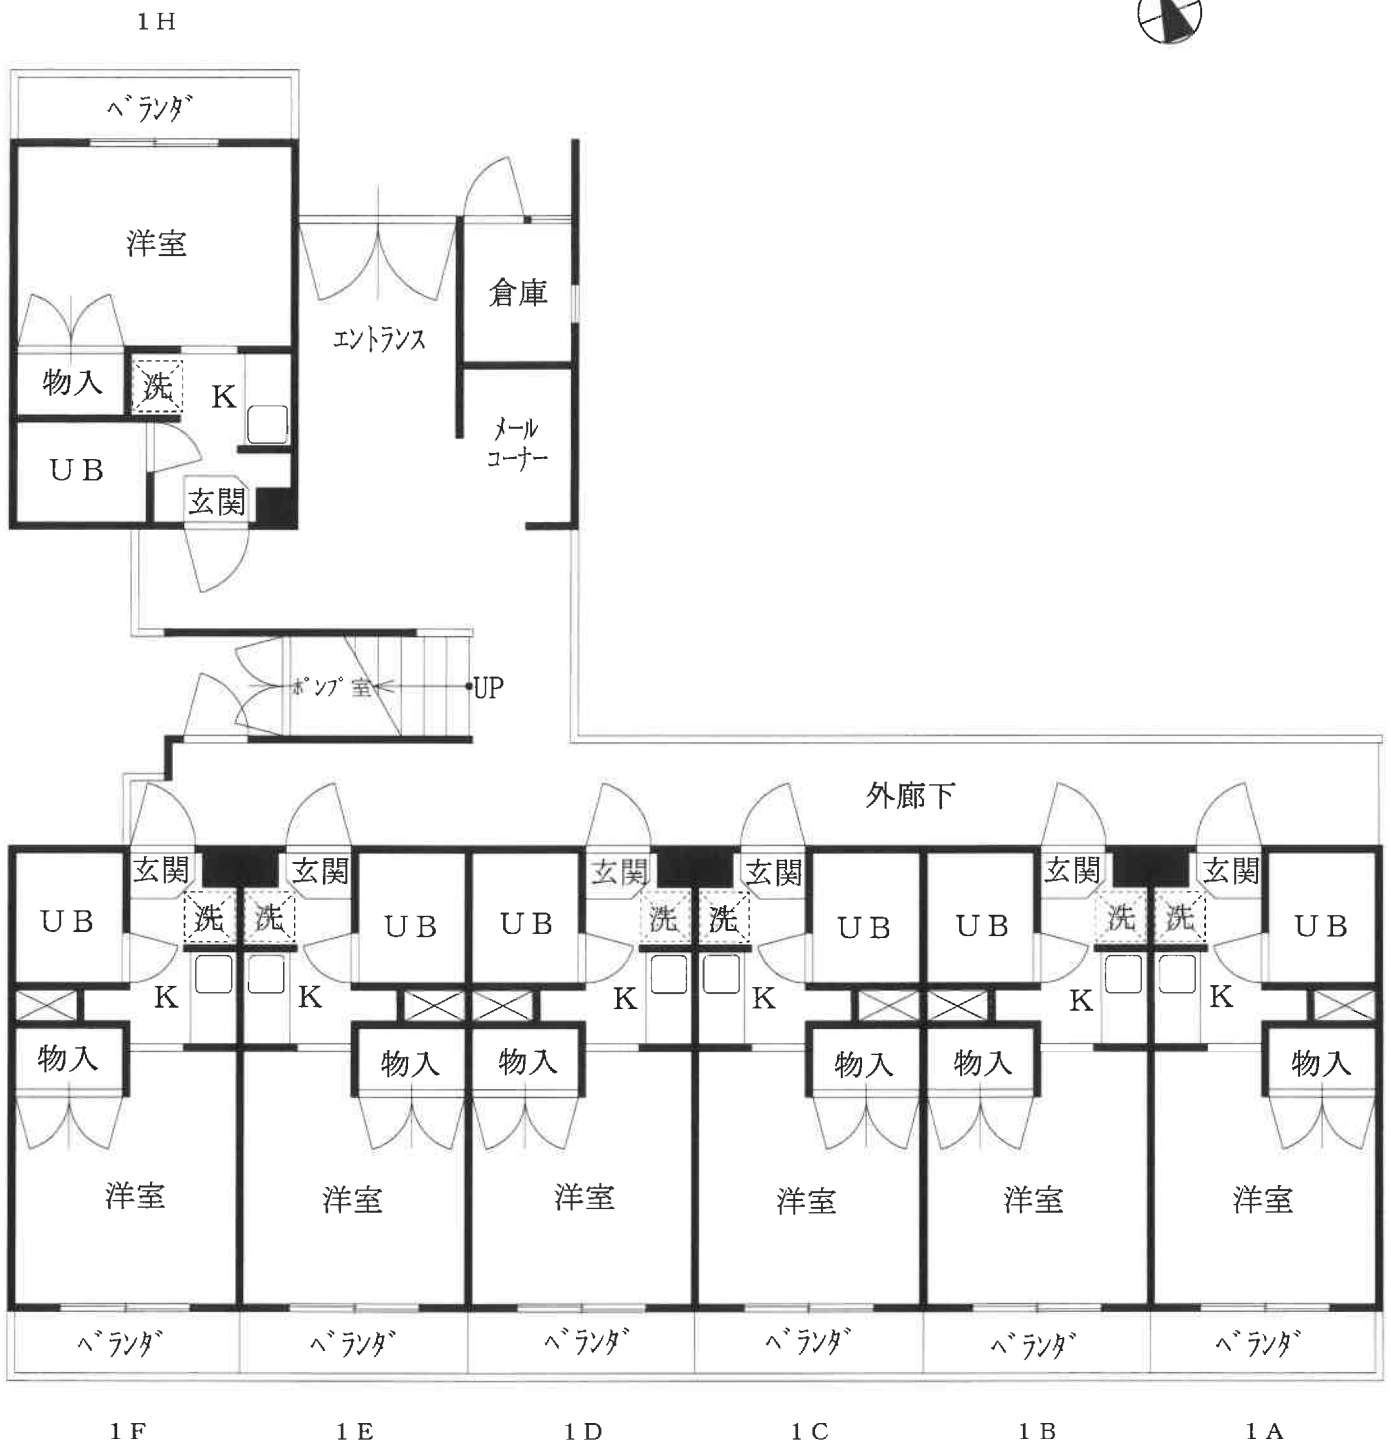 1H
ベランダ
洋室
倉庫
エントランス
物入
洗
K
メール
コーナー
UB
玄関
ポンプ室
UP
外廊下
玄関
玄関
玄関
玄関
玄関
玄関
UB
洗
洗
UB
UB
洗
洗
UB
UB
洗
洗
UB
K
K
K
K
K
K
物入
物入
物入
物入
物入
物入
洋室
洋室
洋室
洋室
洋室
洋室
ベランダ
ベランダ
ベランダ
ベランダ
ベランダ
ベランダ
1F
1E
1D
1C
1B
1A